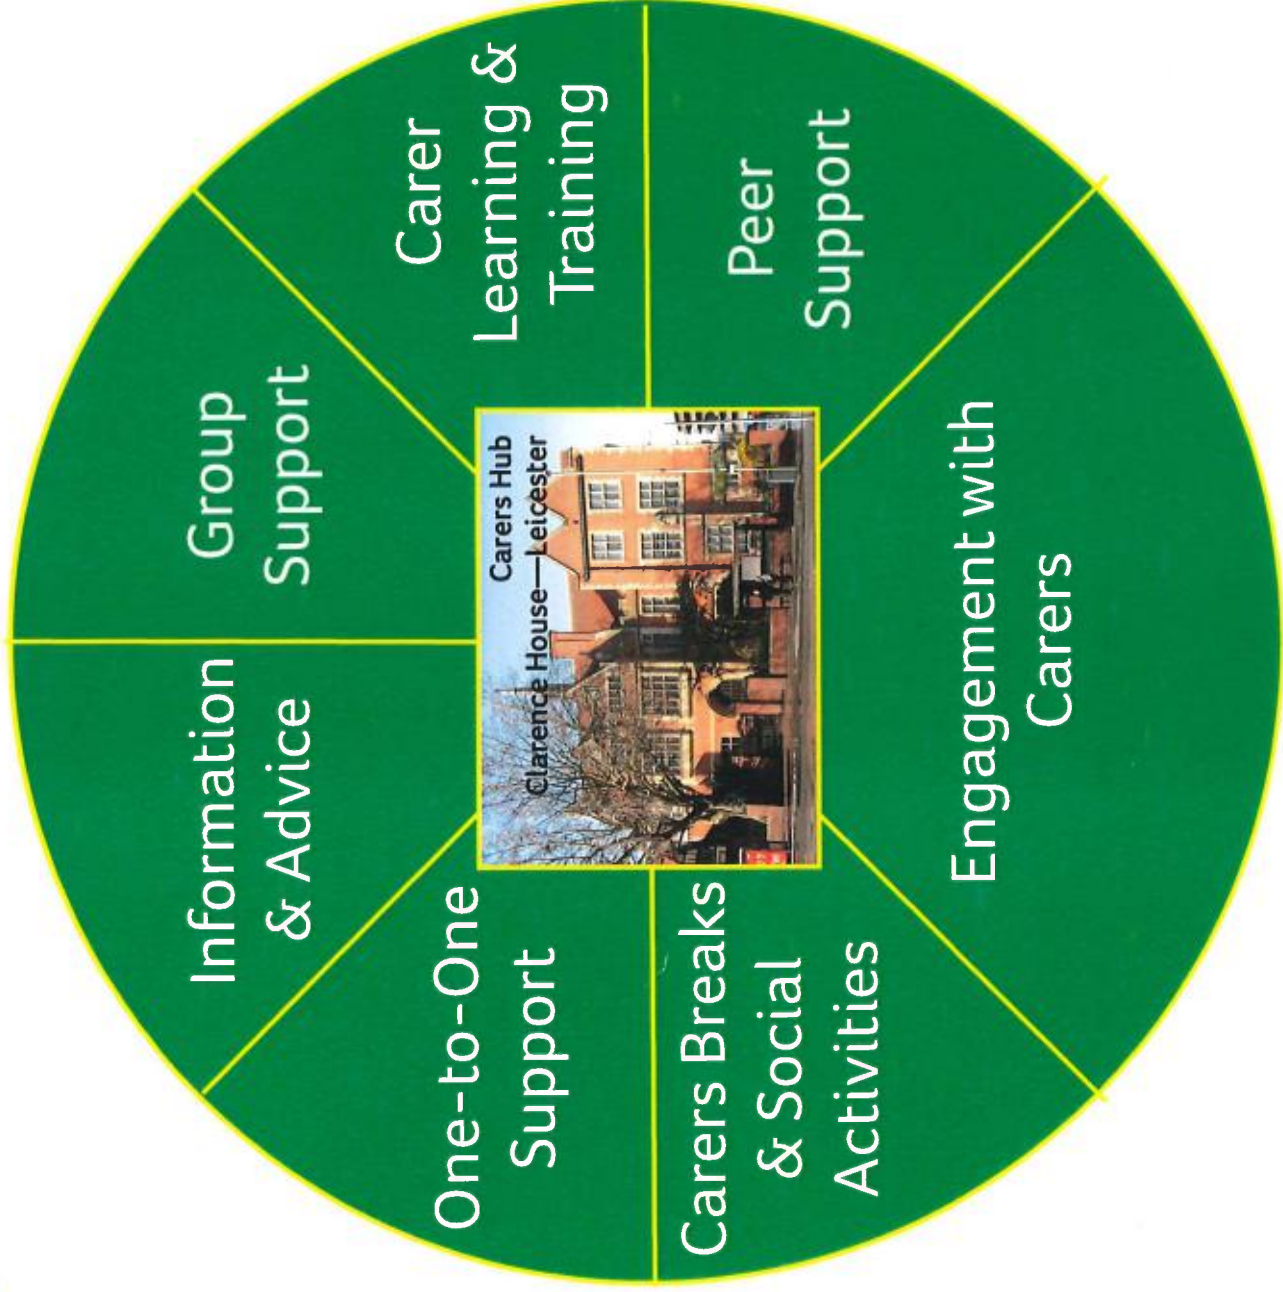 Information
& Advice
Group
Support
Carer
Learning &
Training
Peer
Support
Engagement with
Carers
Carers Breaks
& Social
Activities
One-to-One
Support
Carers Hub
Clarence House—Leicester